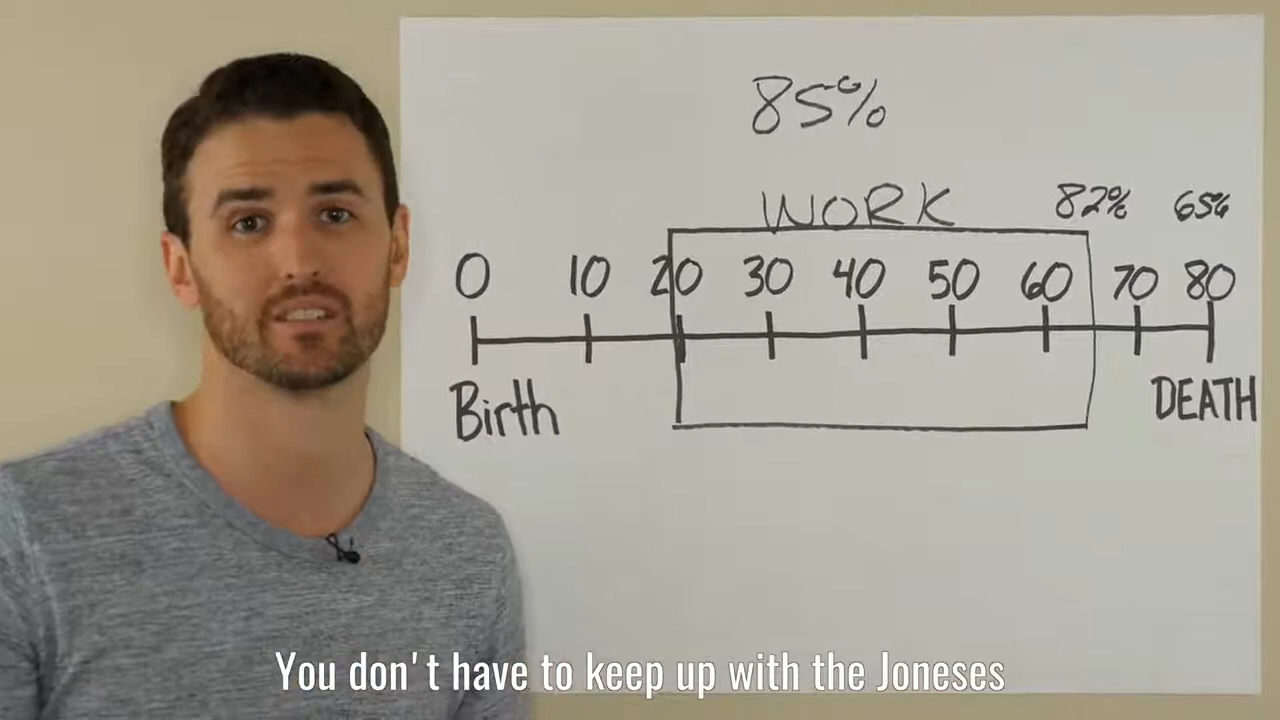 85%
WORK 82% 65%
0 10 20 30 40 50 60 70 80
Birth DEATH
You don't have to keep up with the Joneses